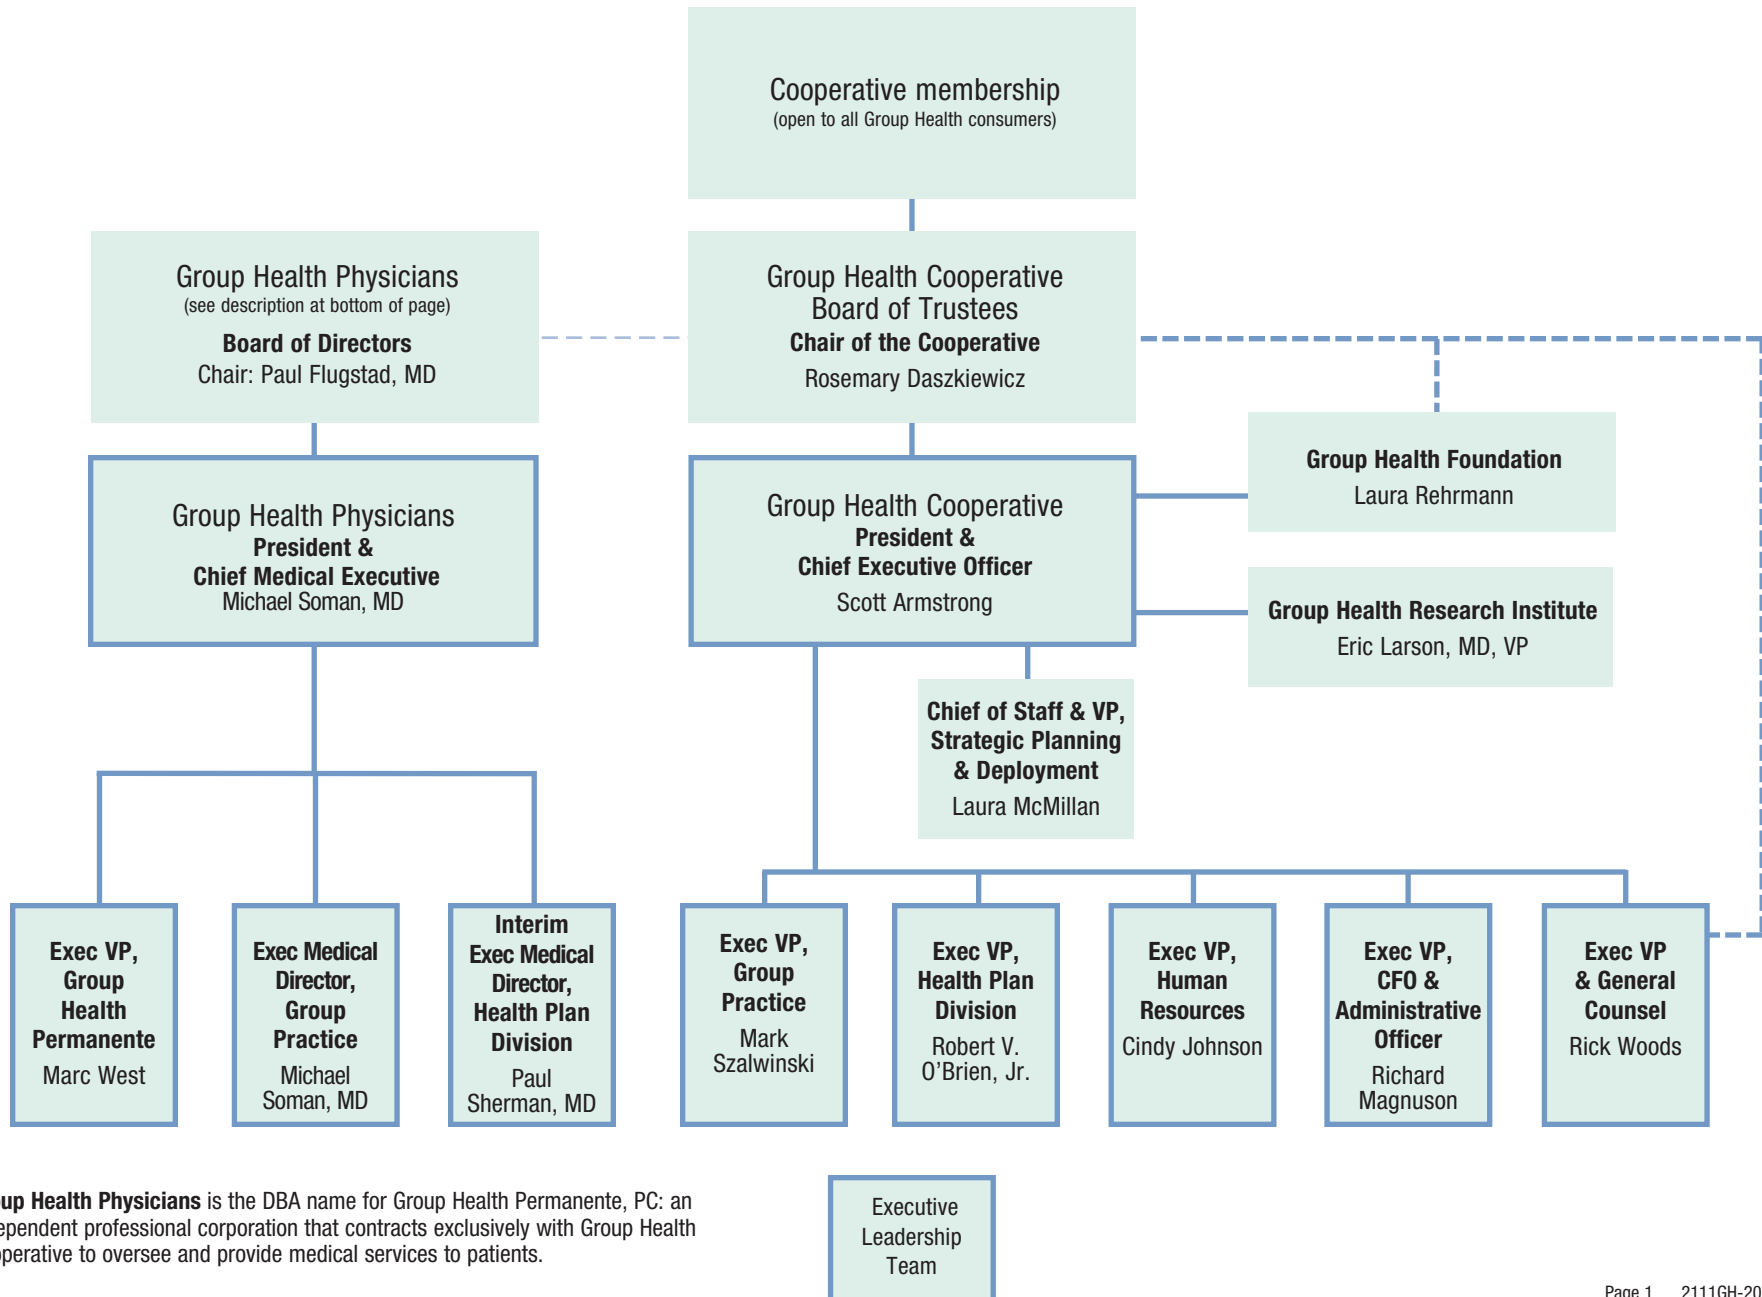 Cooperative membership
(open to all Group Health consumers)
Group Health Physicians
(see description at bottom of page)
Board of Directors
Chair: Paul Flugstad, MD
Group Health Cooperative
Board of Trustees
Chair of the Cooperative
Rosemary Daszkiewicz
Group Health Physicians
President &
Chief Medical Executive
Michael Soman, MD
Group Health Cooperative
President &
Chief Executive Officer
Scott Armstrong
Group Health Foundation
Laura Rehrmann
Group Health Research Institute
Eric Larson, MD, VP
Chief of Staff & VP,
Strategic Planning
& Deployment
Laura McMillan
Exec VP,
Group
Health
Permanente
Marc West
Exec Medical
Director,
Group
Practice
Michael
Soman, MD
Interim
Exec Medical
Director,
Health Plan
Division
Paul
Sherman, MD
Exec VP,
Group
Practice
Mark
Szalwinski
Exec VP,
Health Plan
Division
Robert V.
O'Brien, Jr.
Exec VP,
Human
Resources
Cindy Johnson
Exec VP,
CFO &
Administrative
Officer
Richard
Magnuson
Exec VP
& General
Counsel
Rick Woods
up Health Physicians is the DBA name for Group Health Permanente, PC: an
ependent professional corporation that contracts exclusively with Group Health
operative to oversee and provide medical services to patients.
Executive
Leadership
Team
Page 1 2111GH-20